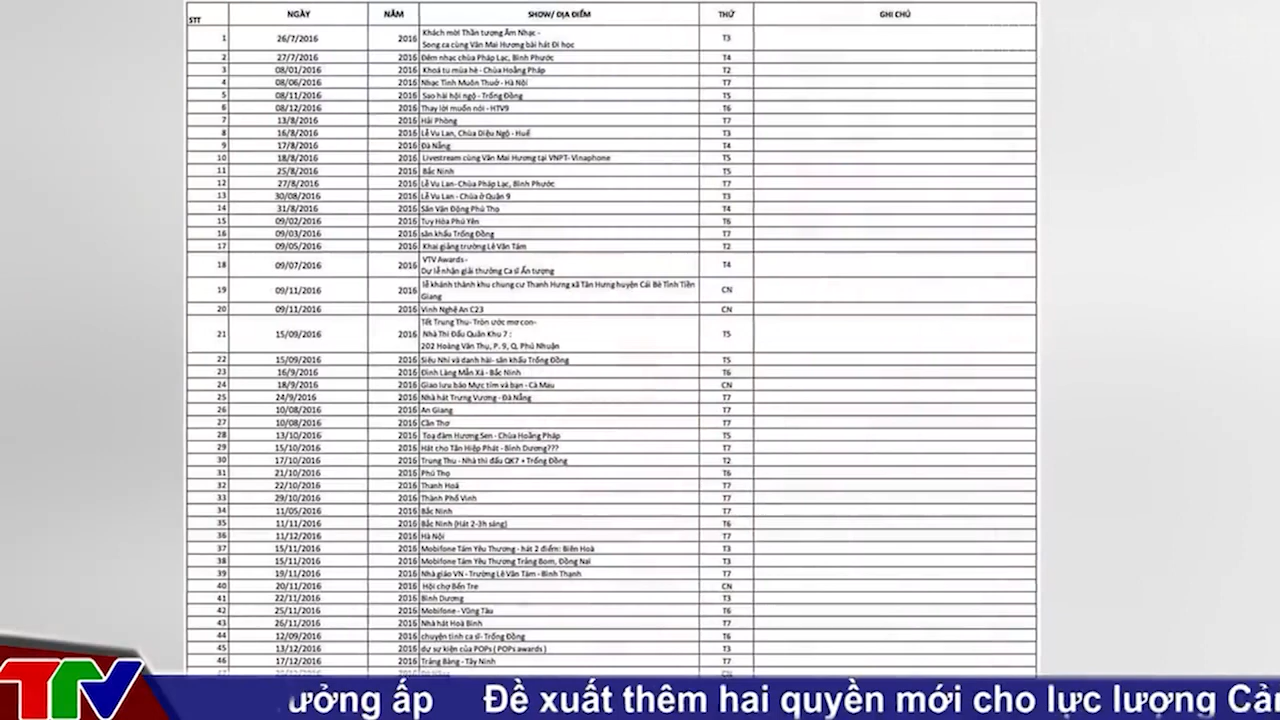 STT NGÀY NĂM SHOW/ ĐỊA ĐIỂM THỨ GHI CHÚ
1 26/7/2016 2016 Khách mời Thần tượng Âm Nhạc - T3
Song ca cùng Văn Mai Hương bài hát Đi học
2 27/7/2016 2016 Đêm nhạc chùa Pháp Lạc, Bình Phước T4
3 08/01/2016 2016 Khoá tu mùa hè - Chùa Hoằng Pháp T2
4 08/06/2016 2016 Nhạc Tình Muôn Thuở - Hà Nội T7
5 08/11/2016 2016 Sao hài hội ngộ - Trống Đồng T5
6 08/12/2016 2016 Thay lời muốn nói - HTV9 T6
7 13/8/2016 2016 Hải Phòng T7
8 16/8/2016 2016 Lễ Vu Lan, Chùa Diệu Ngộ - Huế T3
9 17/8/2016 2016 Đà Nẵng T4
10 18/8/2016 2016 Livestream cùng Văn Mai Hương tại VNPT- Vinaphone T5
11 25/8/2016 2016 Bắc Ninh T5
12 27/8/2016 2016 Lễ Vu Lan- Chùa Pháp Lạc, Bình Phước T7
13 30/08/2016 2016 Lễ Vu Lan - Chùa ở Quận 9 T3
14 31/8/2016 2016 Sân Vận Động Phú Thọ T4
15 09/02/2016 2016 Tuy Hòa Phú Yên T6
16 09/03/2016 2016 sân khấu Trống Đồng T7
17 09/05/2016 2016 Khai giảng trường Lê Văn Tám T2
18 09/07/2016 2016 VTV Awards - T4
Dự lễ nhận giải thưởng Ca sĩ Ấn tượng
19 09/11/2016 2016 lễ khánh thành khu chung cư Thanh Hưng xã Tân Hưng huyện Cái Bè Tỉnh Tiền CN
Giang
20 09/11/2016 2016 Vinh Nghệ An C23 CN
21 15/09/2016 2016 Tết Trung Thu- Tròn ước mơ con- T5
Nhà Thi Đấu Quân Khu 7 :
202 Hoàng Văn Thụ, P. 9, Q. Phú Nhuận
22 15/09/2016 2016 Siêu Nhí và danh hài- sân khấu Trống Đồng T5
23 16/9/2016 2016 Đình Làng Mẫn Xá - Bắc Ninh T6
24 18/9/2016 2016 Giao lưu báo Mực tím và bạn - Cà Mau CN
25 24/9/2016 2016 Nhà hát Trưng Vương - Đà Nẵng T7
26 10/08/2016 2016 An Giang T7
27 10/08/2016 2016 Cần Thơ T7
28 13/10/2016 2016 Toạ đàm Hương Sen - Chùa Hoằng Pháp T5
29 15/10/2016 2016 Hát cho Tân Hiệp Phát - Bình Dương??? T7
30 17/10/2016 2016 Trung Thu - Nhà thi đấu QK7 + Trống Đồng T2
31 21/10/2016 2016 Phú Thọ T6
32 22/10/2016 2016 Thanh Hoá T7
33 29/10/2016 2016 Thành Phố Vinh T7
34 11/05/2016 2016 Bắc Ninh T7
35 11/11/2016 2016 Bắc Ninh (Hát 2-3h sáng) T6
36 11/12/2016 2016 Hà Nội T7
37 15/11/2016 2016 Mobifone Tám Yêu Thương - hát 2 điểm: Biên Hoà T3
38 15/11/2016 2016 Mobifone Tám Yêu Thương Trảng Bom, Đồng Nai T3
39 19/11/2016 2016 Nhà giáo VN - Trường Lê Văn Tám - Bình Thạnh T7
40 20/11/2016 2016 Hội chợ Bến Tre CN
41 22/11/2016 2016 Bình Dương T3
42 25/11/2016 2016 Mobifone - Vũng Tàu T6
43 26/11/2016 2016 Nhà hát Hoà Bình T7
44 12/09/2016 2016 chuyện tình ca sĩ- Trống Đồng T6
45 13/12/2016 2016 dự sự kiện của POPs ( POPs awards ) T3
46 17/12/2016 2016 Trảng Bàng - Tây Ninh T7
TTV
ưởng ấp Đề xuất thêm hai quyền mới cho lực lượng Cản